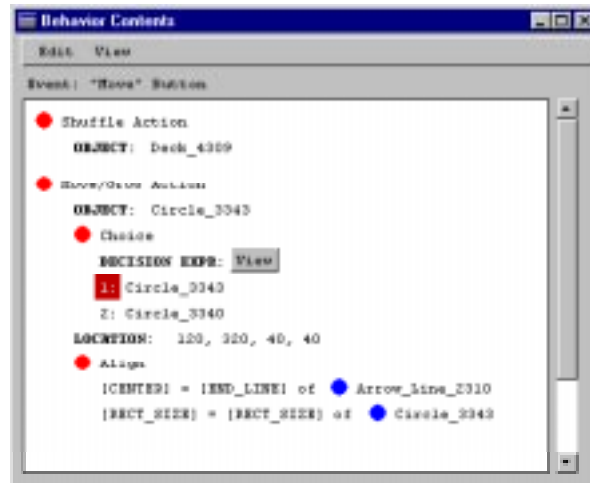 Behavior Contents
Edit View
Event: "Move" Button
Shuffle Action
OBJECT: Deck_4309
Move/Grow Action
OBJECT: Circle_3343
Choice
DECISION EXPR: View
1: Circle_3343
2: Circle_3340
LOCATION: 120, 320, 40, 40
Align
[CENTER] = [END_LINE] of Arrow_Line_2310
[RECT_SIZE] = [RECT_SIZE] of Circle_3343